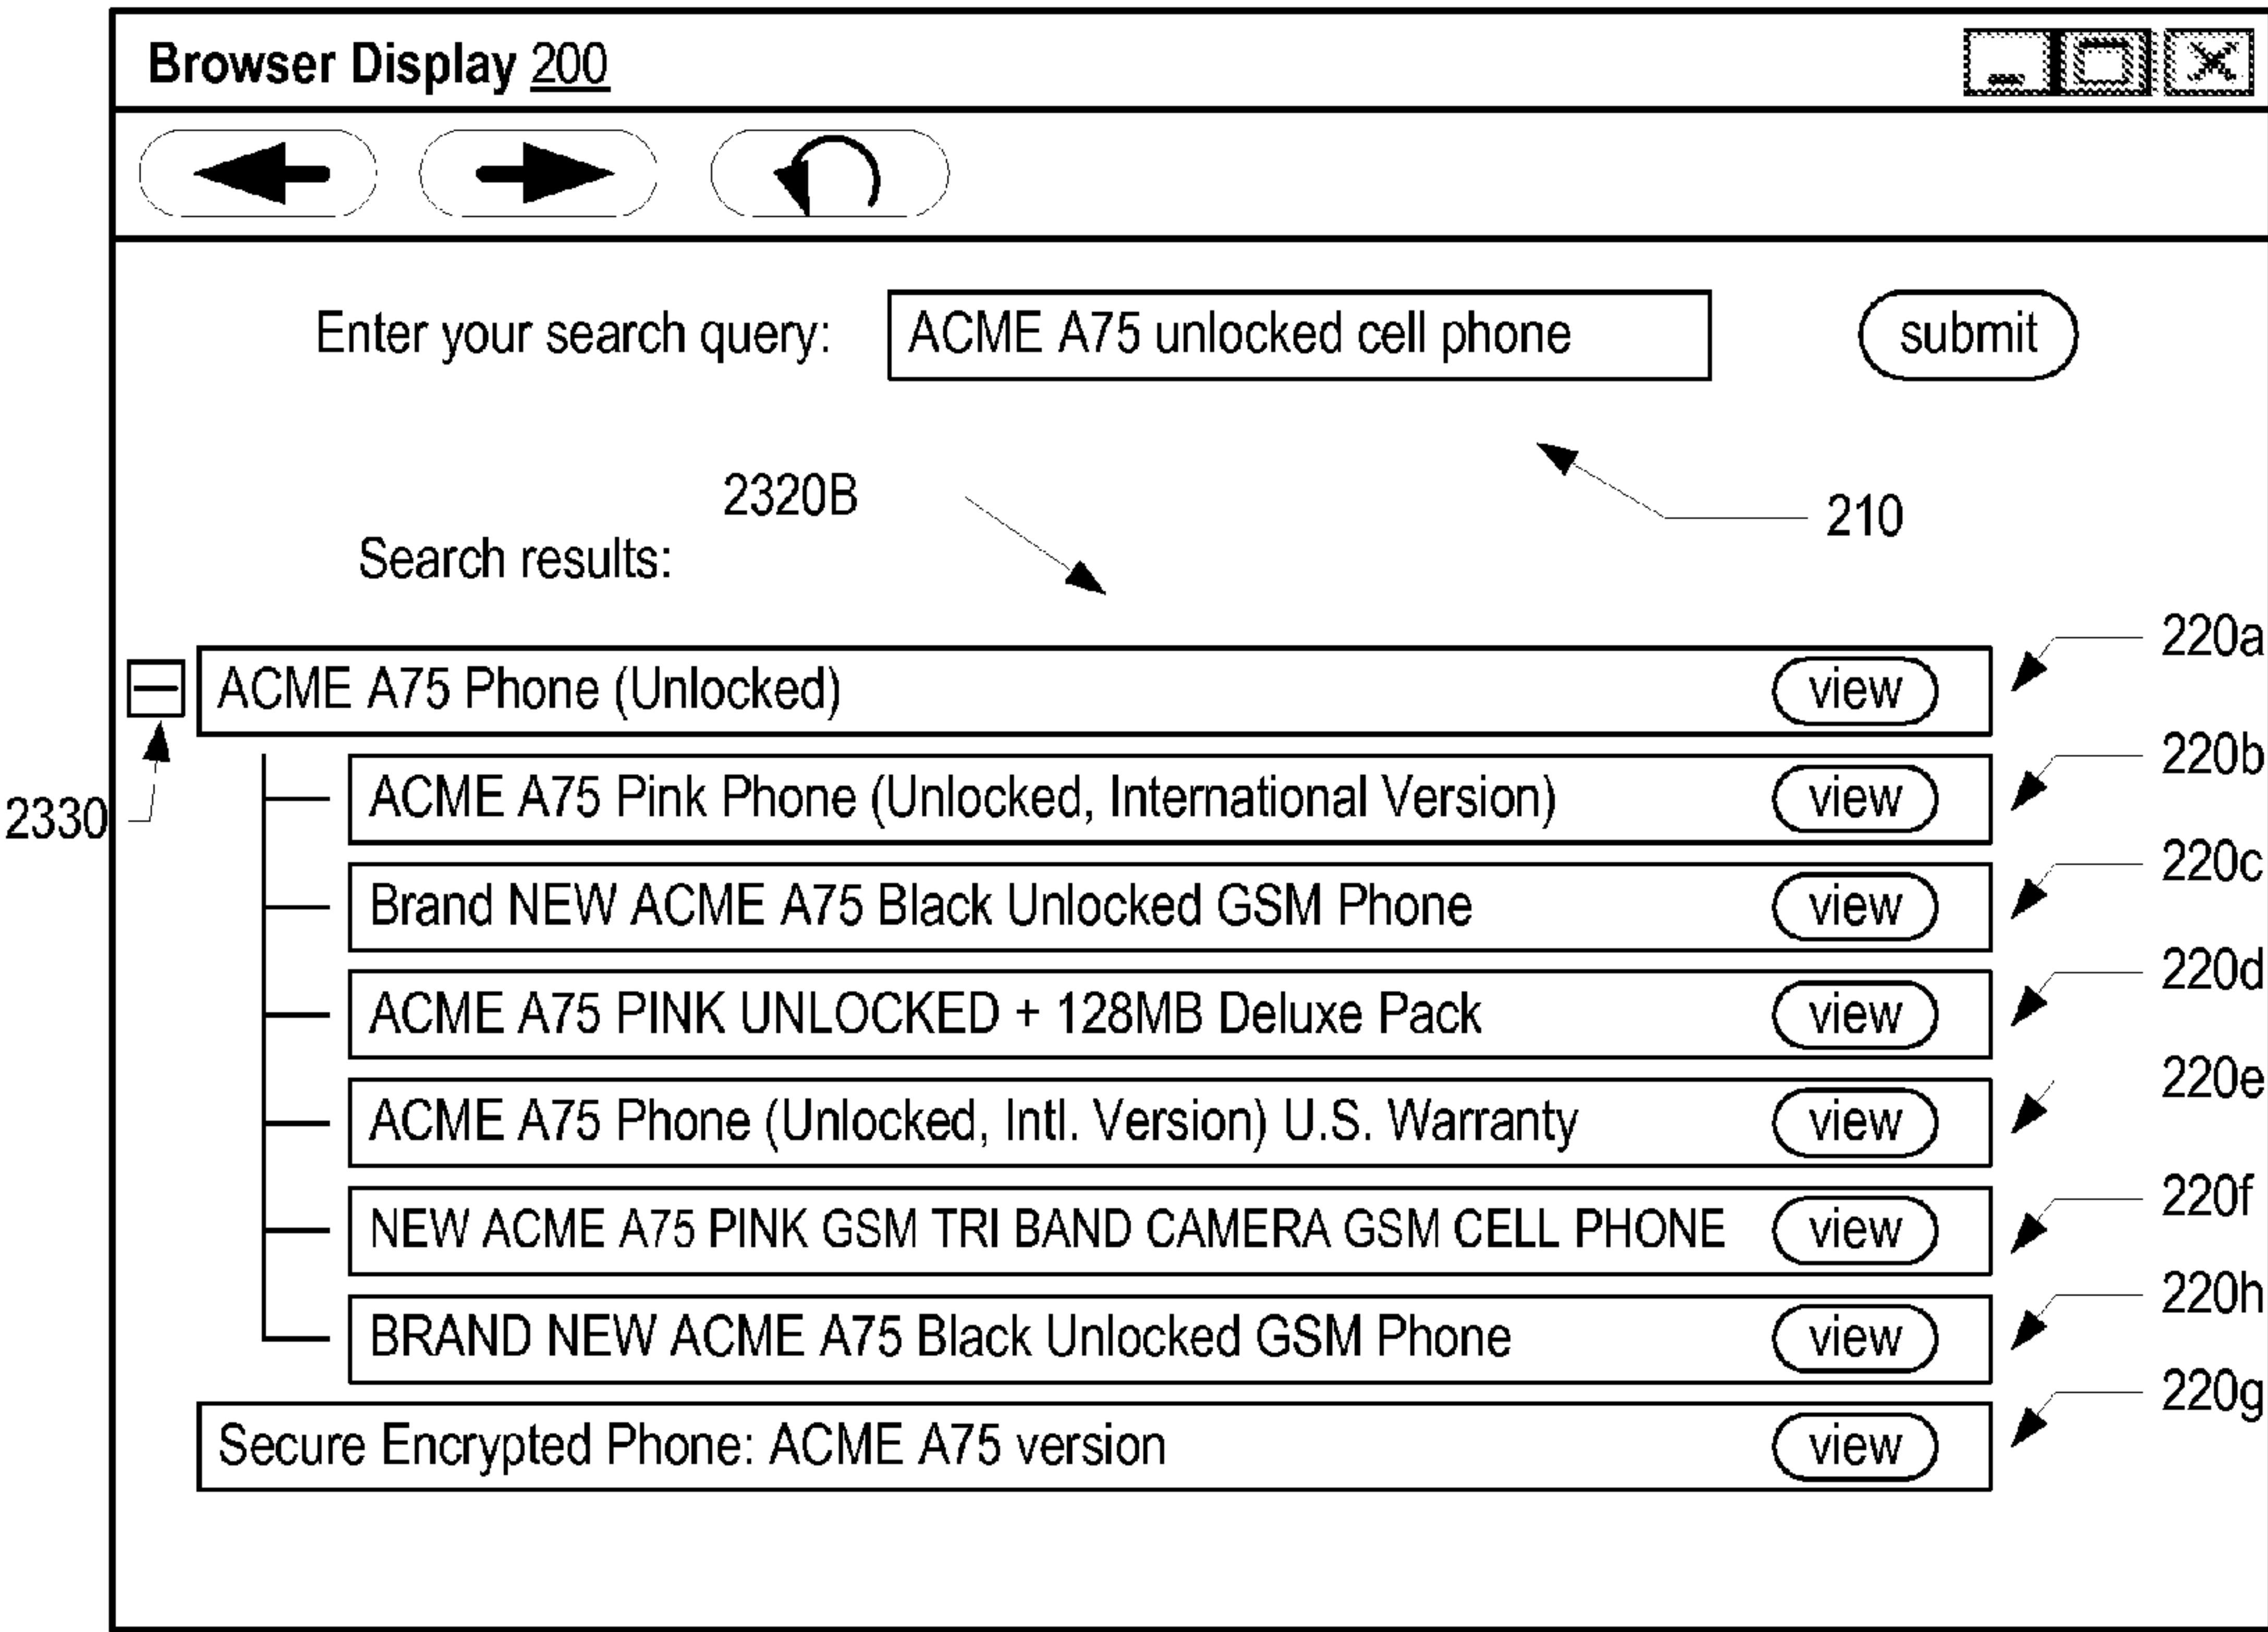 Browser Display 200
Enter your search query: ACME A75 unlocked cell phone submit
2320B
210
Search results:
220a
ACME A75 Phone (Unlocked) view
220b
ACME A75 Pink Phone (Unlocked, International Version) view
2330
220c
Brand NEW ACME A75 Black Unlocked GSM Phone view
220d
ACME A75 PINK UNLOCKED + 128MB Deluxe Pack view
220e
ACME A75 Phone (Unlocked, Intl. Version) U.S. Warranty view
220f
NEW ACME A75 PINK GSM TRI BAND CAMERA GSM CELL PHONE view
220h
BRAND NEW ACME A75 Black Unlocked GSM Phone view
220g
Secure Encrypted Phone: ACME A75 version view